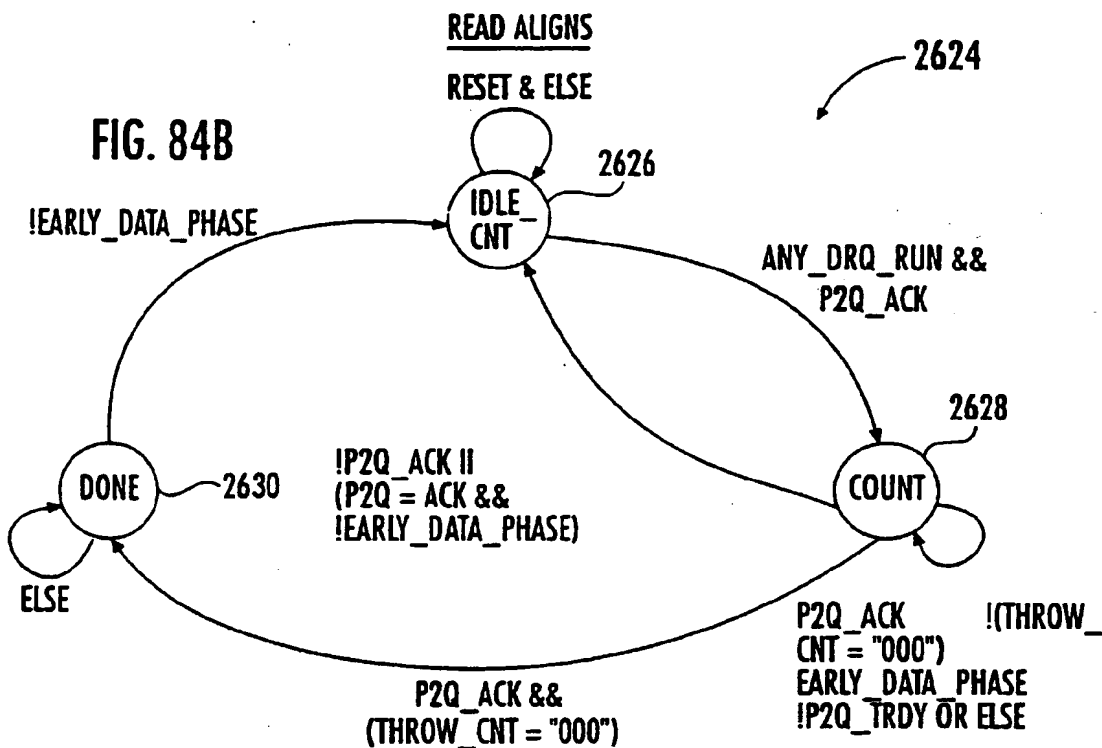 READ ALIGNS
RESET & ELSE
2624
FIG. 84B
2626
IDLE_
CNT
!EARLY_DATA_PHASE
ANY_DRQ_RUN &&
P2Q_ACK
2628
DONE
2630
!P2Q_ACK II
(P2Q = ACK &&
!EARLY_DATA_PHASE)
COUNT
ELSE
P2Q_ACK !(THROW_
CNT = "000")
EARLY_DATA_PHASE
!P2Q_TRDY OR ELSE
P2Q_ACK &&
(THROW_CNT = "000")